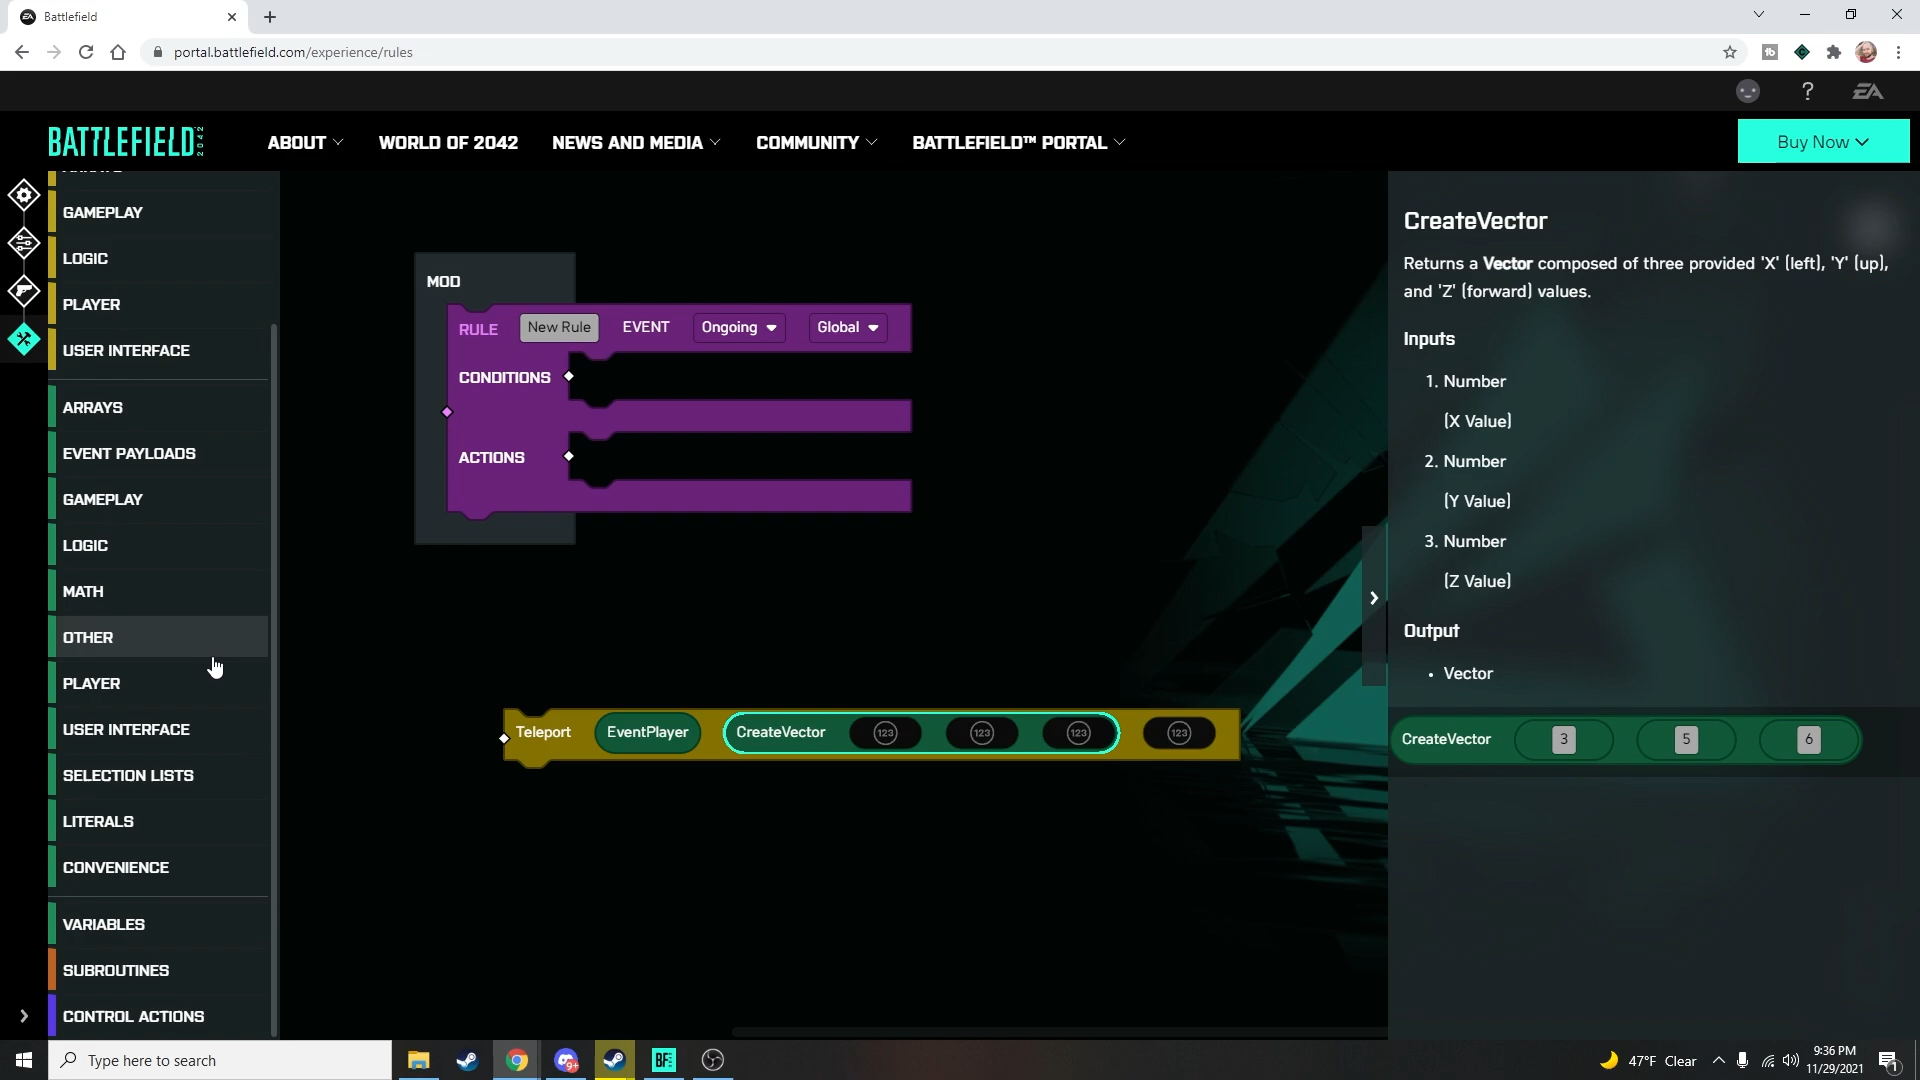 Battlefield
portal.battlefield.com/experience/rules
BATTLEFIELD 2042
ABOUT
WORLD OF 2042
NEWS AND MEDIA
COMMUNITY
BATTLEFIELD™ PORTAL
Buy Now
GAMEPLAY
LOGIC
PLAYER
USER INTERFACE
ARRAYS
EVENT PAYLOADS
GAMEPLAY
LOGIC
MATH
OTHER
PLAYER
USER INTERFACE
SELECTION LISTS
LITERALS
CONVENIENCE
VARIABLES
SUBROUTINES
CONTROL ACTIONS
MOD
RULE New Rule EVENT Ongoing Global
CONDITIONS
ACTIONS
Teleport EventPlayer CreateVector 123 123 123 123
CreateVector
Returns a Vector composed of three provided 'X' (left), 'Y' (up),
and 'Z' (forward) values.
Inputs
1. Number
(X Value)
2. Number
(Y Value)
3. Number
(Z Value)
Output
• Vector
CreateVector 3 5 6
Type here to search
47°F Clear
9:36 PM
11/29/2021